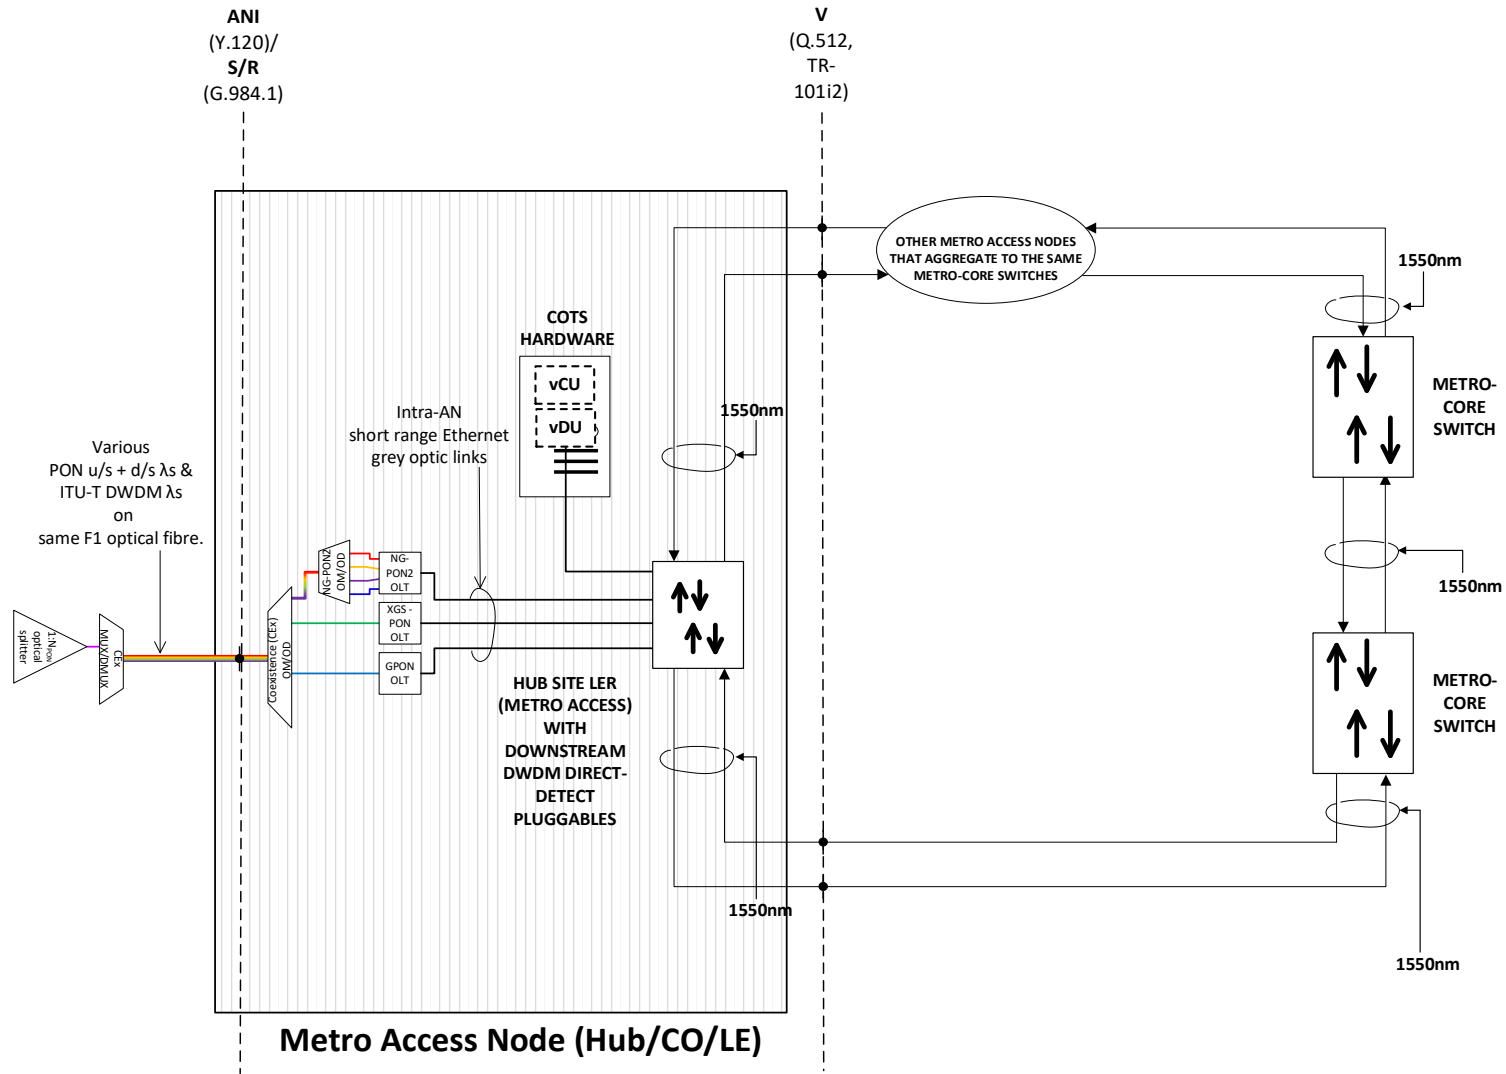 ANI
(Y.120)/
S/R
(G.984.1)
V
(Q.512,
TR-
101i2)
OTHER METRO ACCESS NODES
THAT AGGREGATE TO THE SAME
METRO-CORE SWITCHES
1550nm
COTS
HARDWARE
vCU
vDU
METRO-
CORE
SWITCH
1550nm
Intra-AN
short range Ethernet
grey optic links
Various
PON u/s + d/s λs &
ITU-T DWDM λs
on
same F1 optical fibre.
NG-PON2
OM/OD
NG-
PON2
OLT
1550nm
XGS -
PON
OLT
1:NPON
optical
splitter
CEx
MUX/DMUX
Coexistence (CEx)
OM/OD
GPON
OLT
HUB SITE LER
(METRO ACCESS)
WITH
DOWNSTREAM
DWDM DIRECT-
DETECT
PLUGGABLES
METRO-
CORE
SWITCH
1550nm
1550nm
Metro Access Node (Hub/CO/LE)